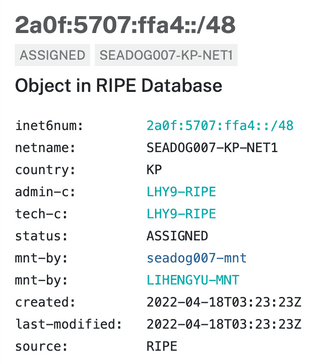 2a0f:5707:ffa4::/48
ASSIGNED SEADOG007-KP-NET1
Object in RIPE Database
inet6num: 2a0f:5707:ffa4::/48
netname: SEADOG007-KP-NET1
country: KP
admin-c: LHY9-RIPE
tech-c: LHY9-RIPE
status: ASSIGNED
mnt-by: seadog007-mnt
mnt-by: LIHENGYU-MNT
created: 2022-04-18T03:23:23Z
last-modified: 2022-04-18T03:23:23Z
source: RIPE